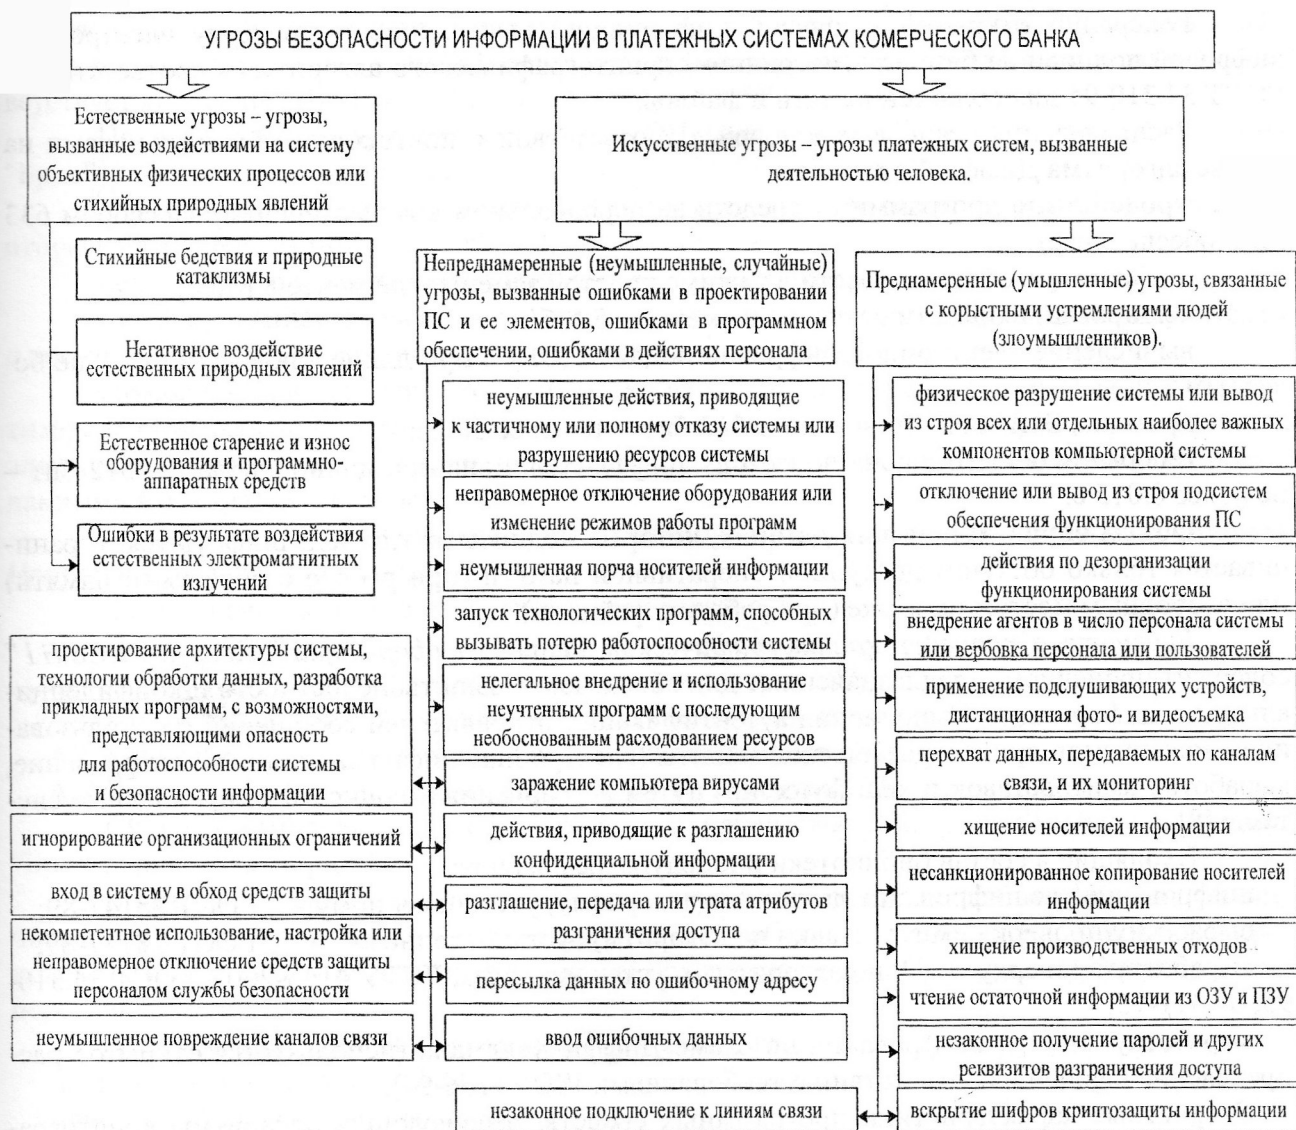 УГРОЗЫ БЕЗОПАСНОСТИ ИНФОРМАЦИИ В ПЛАТЕЖНЫХ СИСТЕМАХ КОМЕРЧЕСКОГО БАНКА
Естественные угрозы – угрозы,
вызванные воздействиями на систему
объективных физических процессов или
стихийных природных явлений
Стихийные бедствия и природные
катаклизмы
Негативное воздействие
естественных природных явлений
Естественное старение и износ
оборудования и программно-
аппаратных средств
Ошибки в результате воздействия
естественных электромагнитных
излучений
Искусственные угрозы – угрозы платежных систем, вызванные
деятельностью человека.
Непреднамеренные (неумышленные, случайные)
угрозы, вызванные ошибками в проектировании
ПС и ее элементов, ошибками в программном
обеспечении, ошибками в действиях персонала
неумышленные действия, приводящие
к частичному или полному отказу системы или
разрушению ресурсов системы
неправомерное отключение оборудования или
изменение режимов работы программ
неумышленная порча носителей информации
запуск технологических программ, способных
вызывать потерю работоспособности системы
нелегальное внедрение и использование
неучтенных программ с последующим
необоснованным расходованием ресурсов
заражение компьютера вирусами
действия, приводящие к разглашению
конфиденциальной информации
разглашение, передача или утрата атрибутов
разграничения доступа
пересылка данных по ошибочному адресу
ввод ошибочных данных
проектирование архитектуры системы,
технологии обработки данных, разработка
прикладных программ, с возможностями,
представляющими опасность
для работоспособности системы
и безопасности информации
игнорирование организационных ограничений
вход в систему в обход средств защиты
некомпетентное использование, настройка или
неправомерное отключение средств защиты
персоналом службы безопасности
неумышленное повреждение каналов связи
Преднамеренные (умышленные) угрозы, связанные
с корыстными устремлениями людей
(злоумышленников).
физическое разрушение системы или вывод
из строя всех или отдельных наиболее важных
компонентов компьютерной системы
отключение или вывод из строя подсистем
обеспечения функционирования ПС
действия по дезорганизации
функционирования системы
внедрение агентов в число персонала системы
или вербовка персонала или пользователей
применение подслушивающих устройств,
дистанционная фото- и видеосъемка
перехват данных, передаваемых по каналам
связи, и их мониторинг
хищение носителей информации
несанкционированное копирование носителей
информации
хищение производственных отходов
чтение остаточной информации из ОЗУ и ПЗУ
незаконное получение паролей и других
реквизитов разграничения доступа
вскрытие шифров криптозащиты информации
незаконное подключение к линиям связи